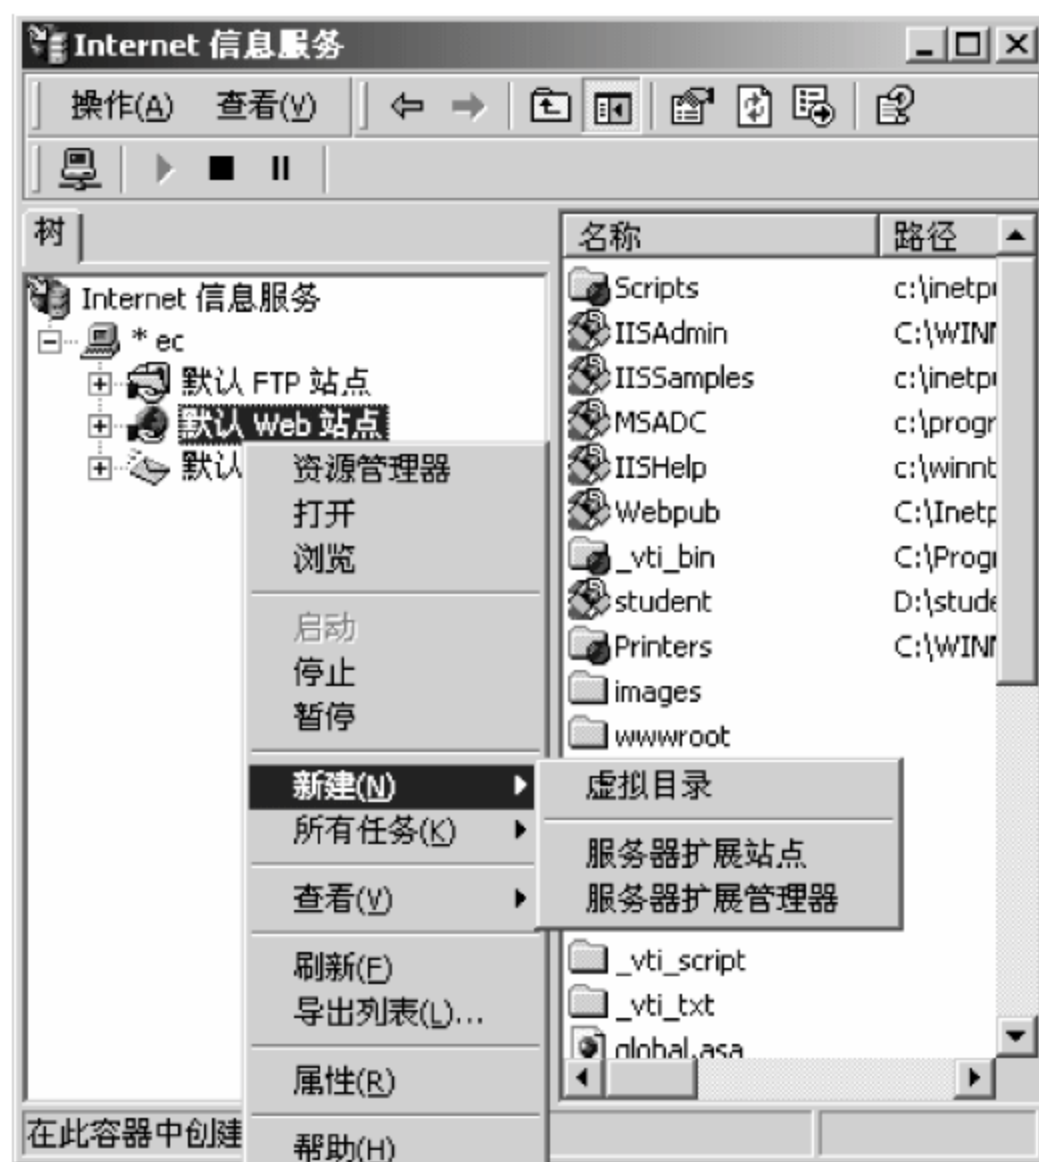 Internet 信息服务
操作(A) 查看(V)
树
名称 路径
Internet 信息服务
* ec
默认 FTP 站点
默认 Web 站点
默认
资源管理器
打开
浏览
启动
停止
暂停
新建(N)
所有任务(K)
查看(V)
刷新(F)
导出列表(L)...
属性(R)
帮助(H)
虚拟目录
服务器扩展站点
服务器扩展管理器
Scripts c:\inetpu
IISAdmin C:\WINN
IISSamples c:\inetpu
MSADC c:\progr
IISHelp c:\winnt
Webpub C:\Inetp
_vti_bin C:\Progr
student D:\stude
Printers C:\WINN
images
wwwroot
_vti_script
_vti_txt
global.asa
在此容器中创建